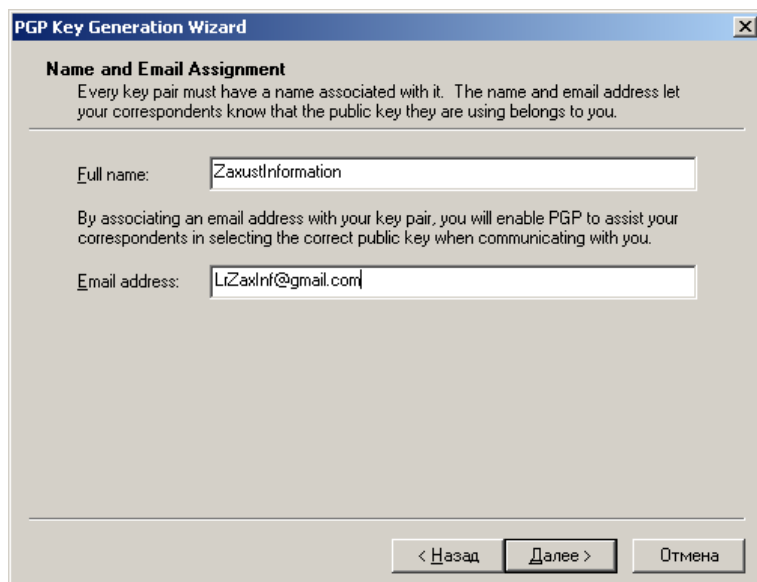 PGP Key Generation Wizard
Name and Email Assignment
Every key pair must have a name associated with it. The name and email address let
your correspondents know that the public key they are using belongs to you.
Full name: ZaxustInformation
By associating an email address with your key pair, you will enable PGP to assist your
correspondents in selecting the correct public key when communicating with you.
Email address: LrZaxInf@gmail.com
< Назад Далее > Отмена